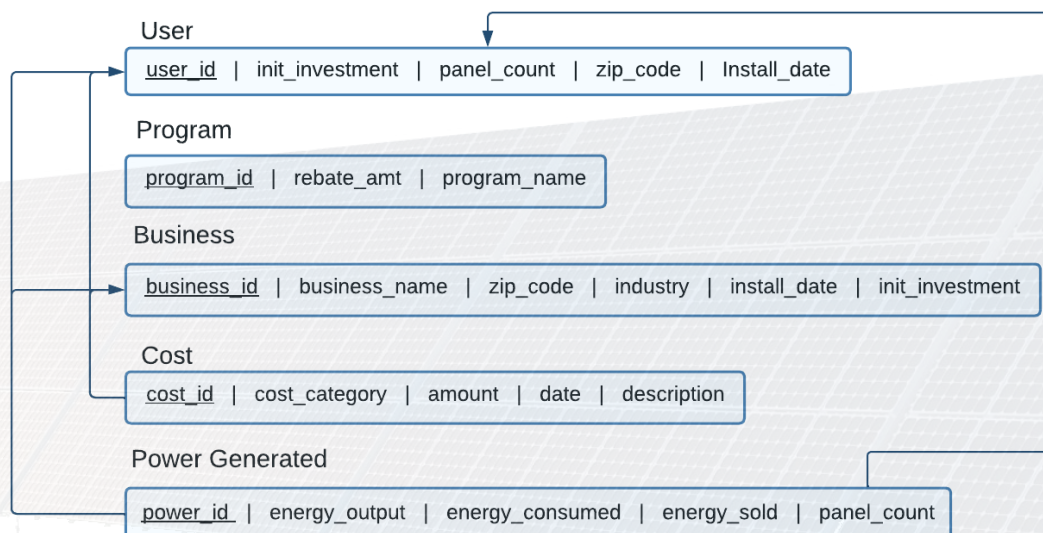 User
user_id | init_investment | panel_count | zip_code | Install_date
Program
program_id | rebate_amt | program_name
Business
business_id | business_name | zip_code | industry | install_date | init_investment
Cost
cost_id | cost_category | amount | date | description
Power Generated
power_id | energy_output | energy_consumed | energy_sold | panel_count